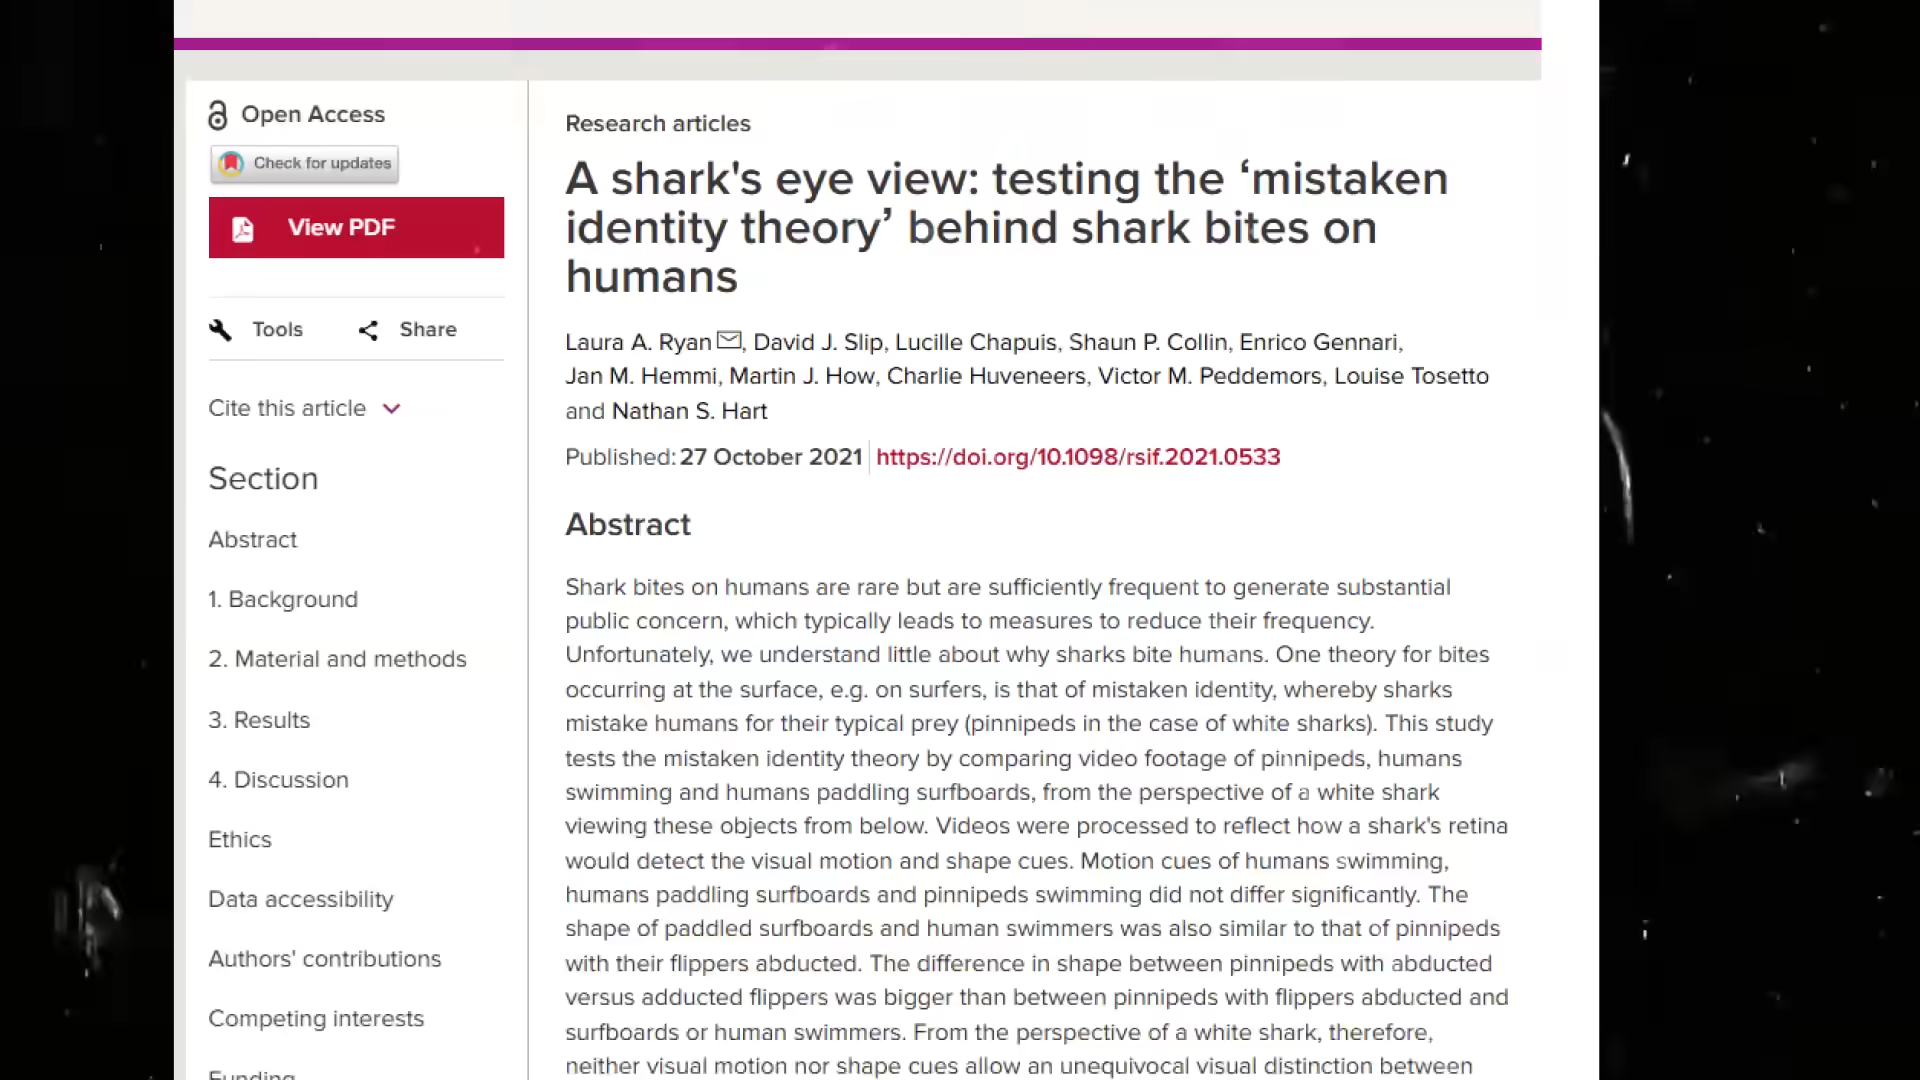 Open Access
Check for updates
View PDF
Tools
Share
Cite this article
Section
Abstract
1. Background
2. Material and methods
3. Results
4. Discussion
Ethics
Data accessibility
Authors' contributions
Competing interests
Funding
Research articles
A shark's eye view: testing the ‘mistaken
identity theory’ behind shark bites on
humans
Laura A. Ryan, David J. Slip, Lucille Chapuis, Shaun P. Collin, Enrico Gennari,
Jan M. Hemmi, Martin J. How, Charlie Huveneers, Victor M. Peddemors, Louise Tosetto
and Nathan S. Hart
Published: 27 October 2021 https://doi.org/10.1098/rsif.2021.0533
Abstract
Shark bites on humans are rare but are sufficiently frequent to generate substantial
public concern, which typically leads to measures to reduce their frequency.
Unfortunately, we understand little about why sharks bite humans. One theory for bites
occurring at the surface, e.g. on surfers, is that of mistaken identity, whereby sharks
mistake humans for their typical prey (pinnipeds in the case of white sharks). This study
tests the mistaken identity theory by comparing video footage of pinnipeds, humans
swimming and humans paddling surfboards, from the perspective of a white shark
viewing these objects from below. Videos were processed to reflect how a shark's retina
would detect the visual motion and shape cues. Motion cues of humans swimming,
humans paddling surfboards and pinnipeds swimming did not differ significantly. The
shape of paddled surfboards and human swimmers was also similar to that of pinnipeds
with their flippers abducted. The difference in shape between pinnipeds with abducted
versus adducted flippers was bigger than between pinnipeds with flippers abducted and
surfboards or human swimmers. From the perspective of a white shark, therefore,
neither visual motion nor shape cues allow an unequivocal visual distinction between